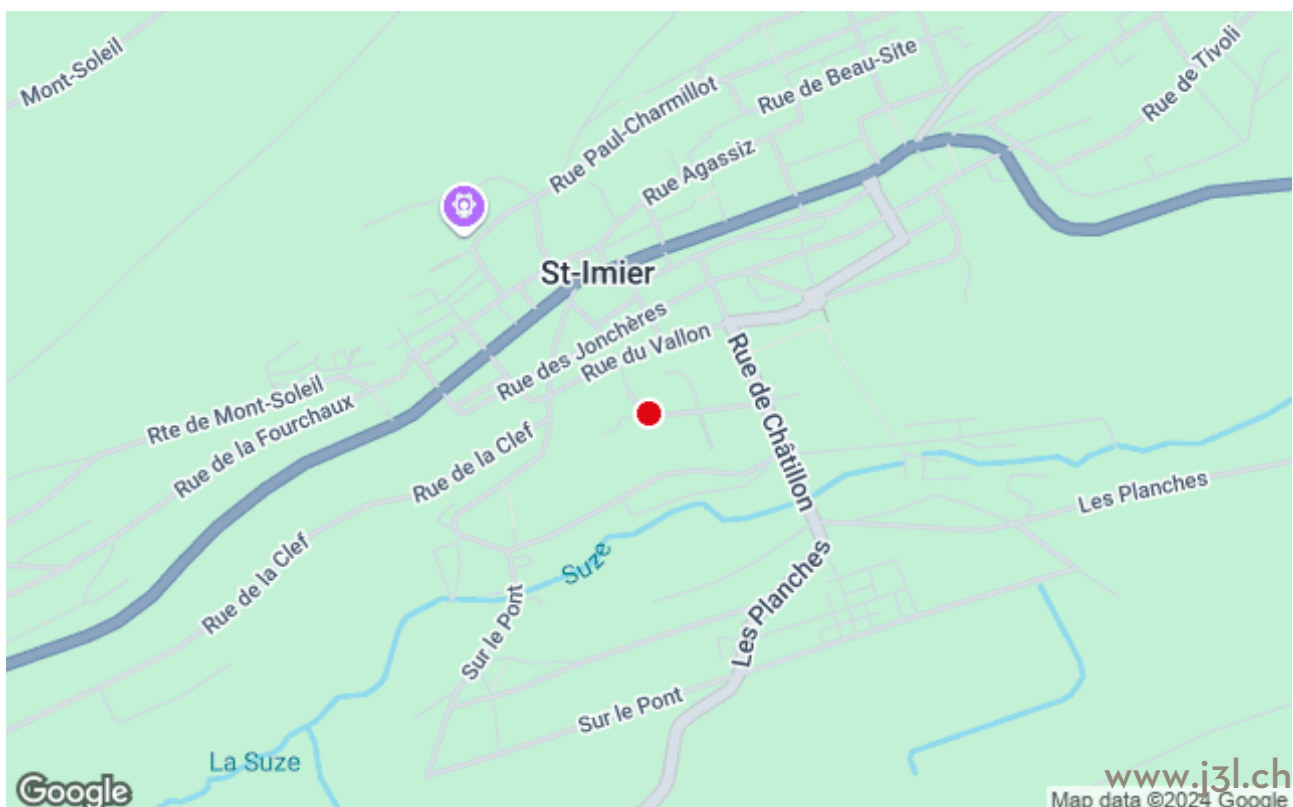 Mont-Soleil
Rue de Beau-Site
Rue de Tivoli
Rue Paul-Charmillot
Rue Agassiz
St-Imier
Rue des Jonchères
Rue du Vallon
Rue de Châtillon
Rte de Mont-Soleil
Rue de la Fourchaux
Rue de la Clef
Les Planches
Rue de la Clef
Suze
Les Planches
Sur le Pont
Sur le Pont
La Suze
www.j3l.ch
Google
Map data ©2024 Google